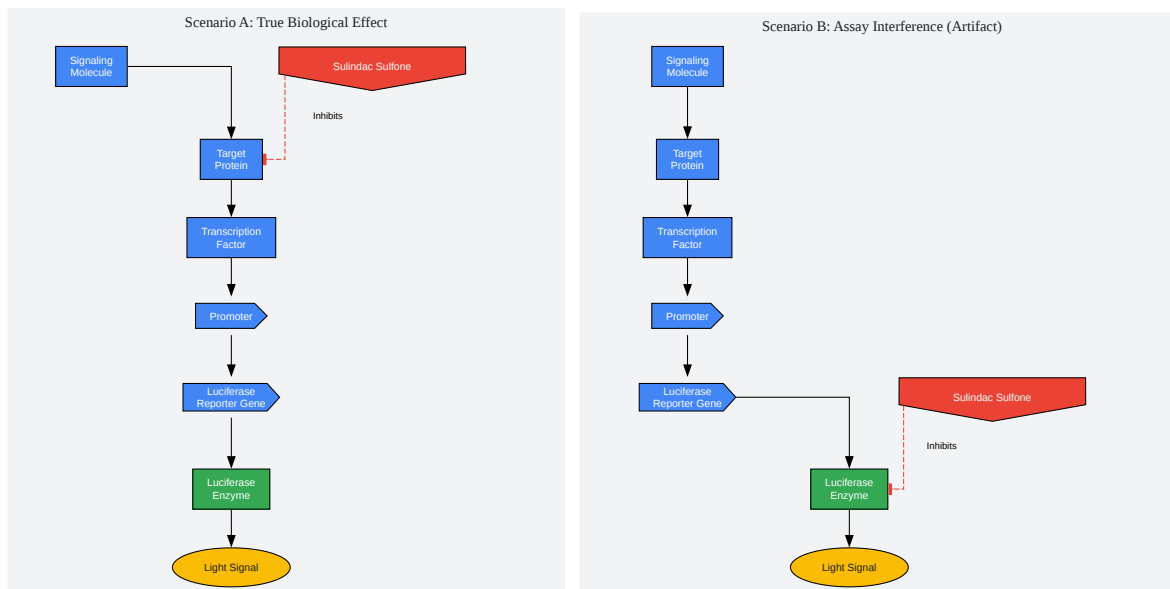 Scenario A: True Biological Effect
Signaling
Molecule
Sulindac Sulfone
Inhibits
Target
Protein
Transcription
Factor
Promoter
Luciferase
Reporter Gene
Luciferase
Enzyme
Light Signal
Scenario B: Assay Interference (Artifact)
Signaling
Molecule
Target
Protein
Transcription
Factor
Promoter
Luciferase
Reporter Gene
Sulindac Sulfone
Inhibits
Luciferase
Enzyme
Light Signal